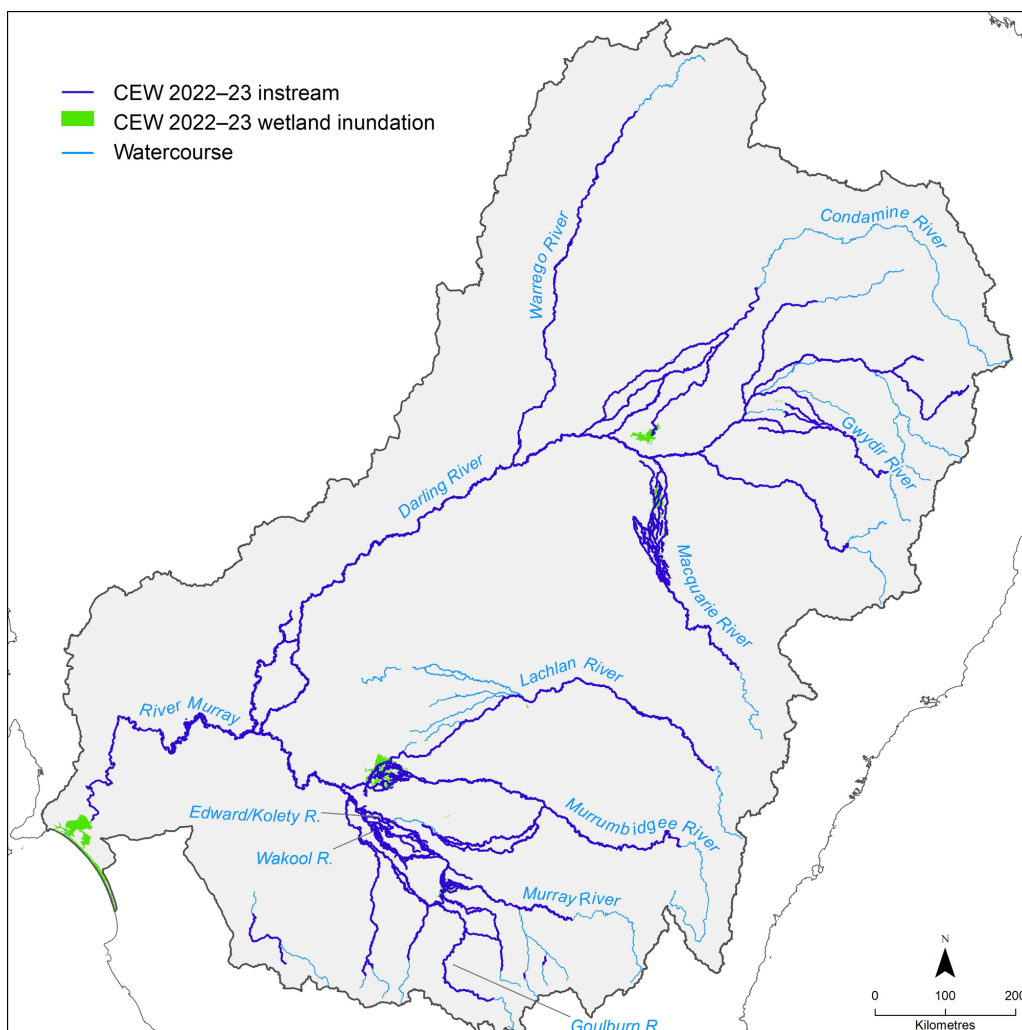 CEW 2022–23 instream
CEW 2022–23 wetland inundation
Watercourse
Condamine River
Warrego River
Gwydir River
Darling River
Macquarie River
Lachlan River
River Murray
Edward/Kolety R.
Murrumbidgee River
Wakool R.
Murray River
Goulburn R.
N
0 100 200
Kilometres